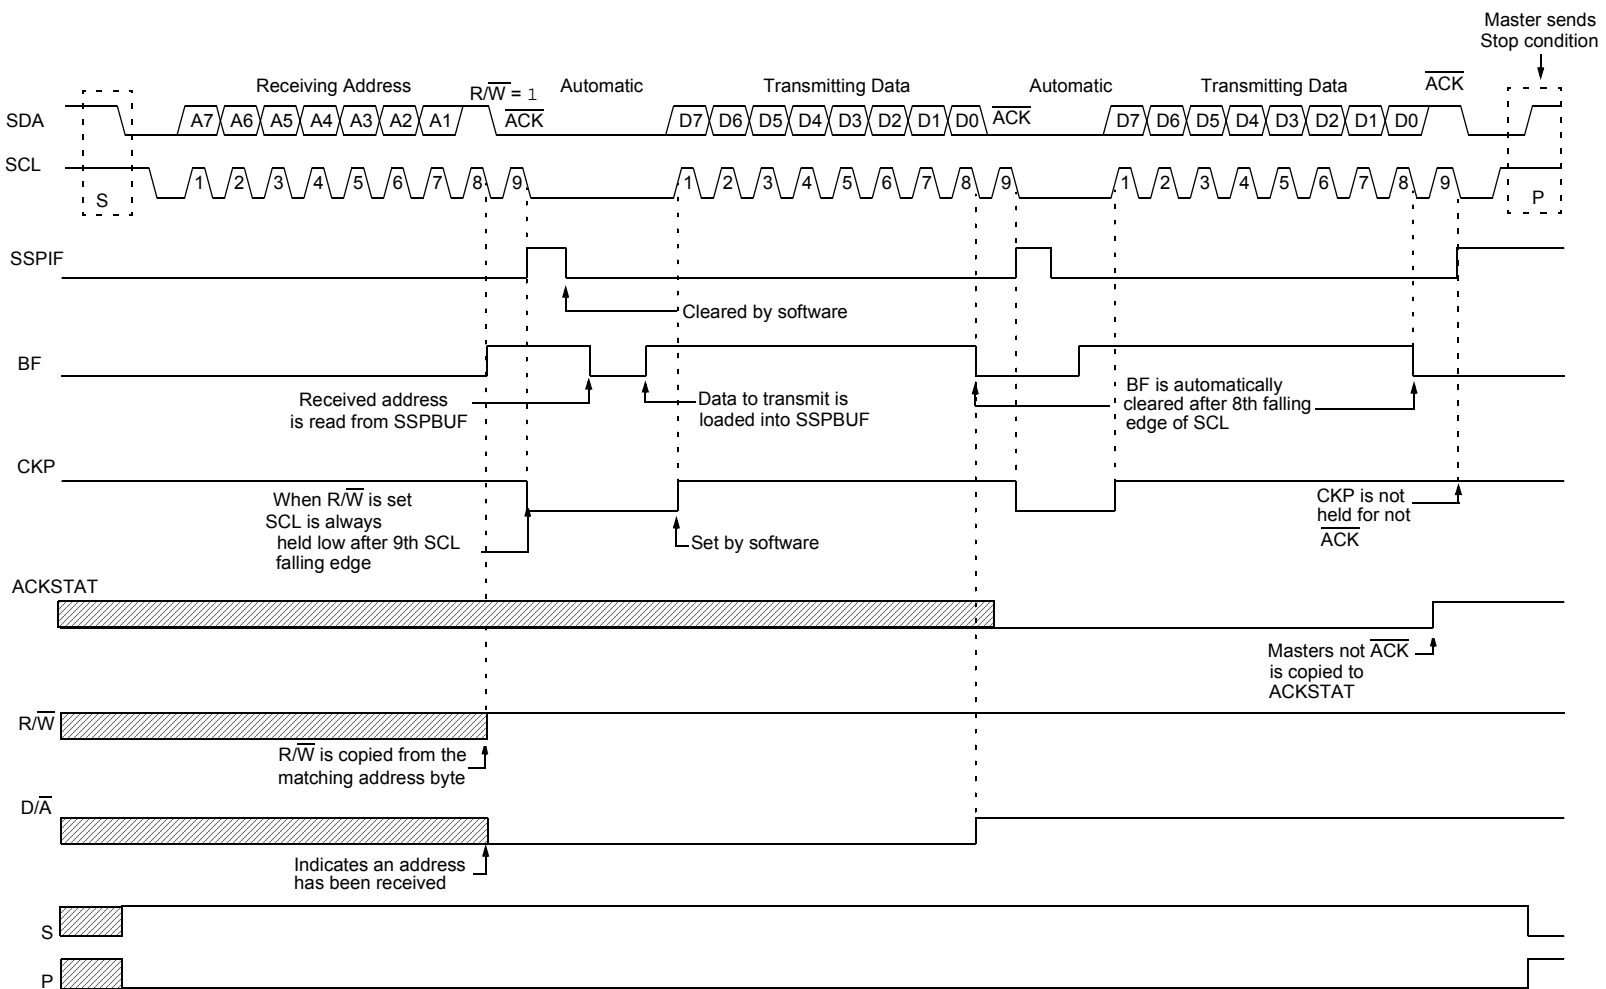 Master sends
Stop condition
Receiving Address
R/W̅ = 1
Automatic
Transmitting Data
Automatic
Transmitting Data
A̅C̅K̅
SDA
A7 A6 A5 A4 A3 A2 A1
A̅C̅K̅
D7 D6 D5 D4 D3 D2 D1 D0
A̅C̅K̅
D7 D6 D5 D4 D3 D2 D1 D0
SCL
S
1 2 3 4 5 6 7 8 9
1 2 3 4 5 6 7 8 9
1 2 3 4 5 6 7 8 9
P
SSPIF
Cleared by software
BF
Received address
is read from SSPBUF
Data to transmit is
loaded into SSPBUF
BF is automatically
cleared after 8th falling
edge of SCL
CKP
When R/W̅ is set
SCL is always
held low after 9th SCL
falling edge
Set by software
CKP is not
held for not
A̅C̅K̅
ACKSTAT
Masters not A̅C̅K̅
is copied to
ACKSTAT
R/W̅
R/W̅ is copied from the
matching address byte
D/A̅
Indicates an address
has been received
S
P